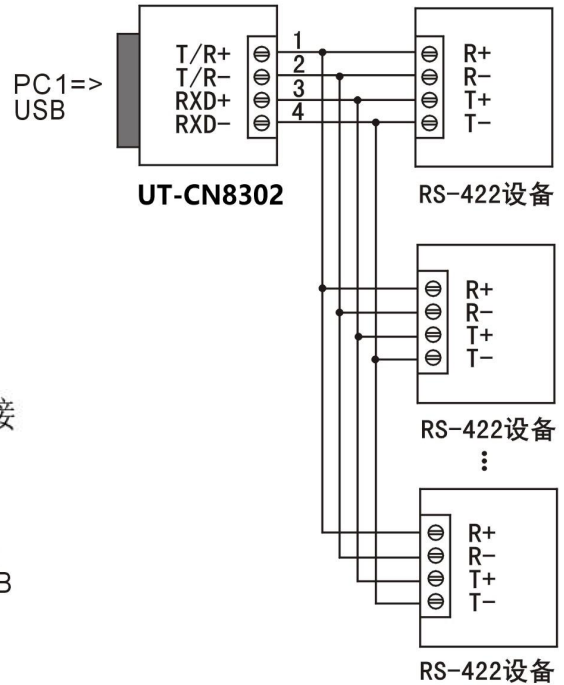 PC1=>
USB
T/R+
T/R-
RXD+
RXD-
1
2
3
4
R+
R-
T+
T-
UT-CN8302
RS-422设备
R+
R-
T+
T-
RS-422设备
接
R+
R-
T+
T-
B
RS-422设备